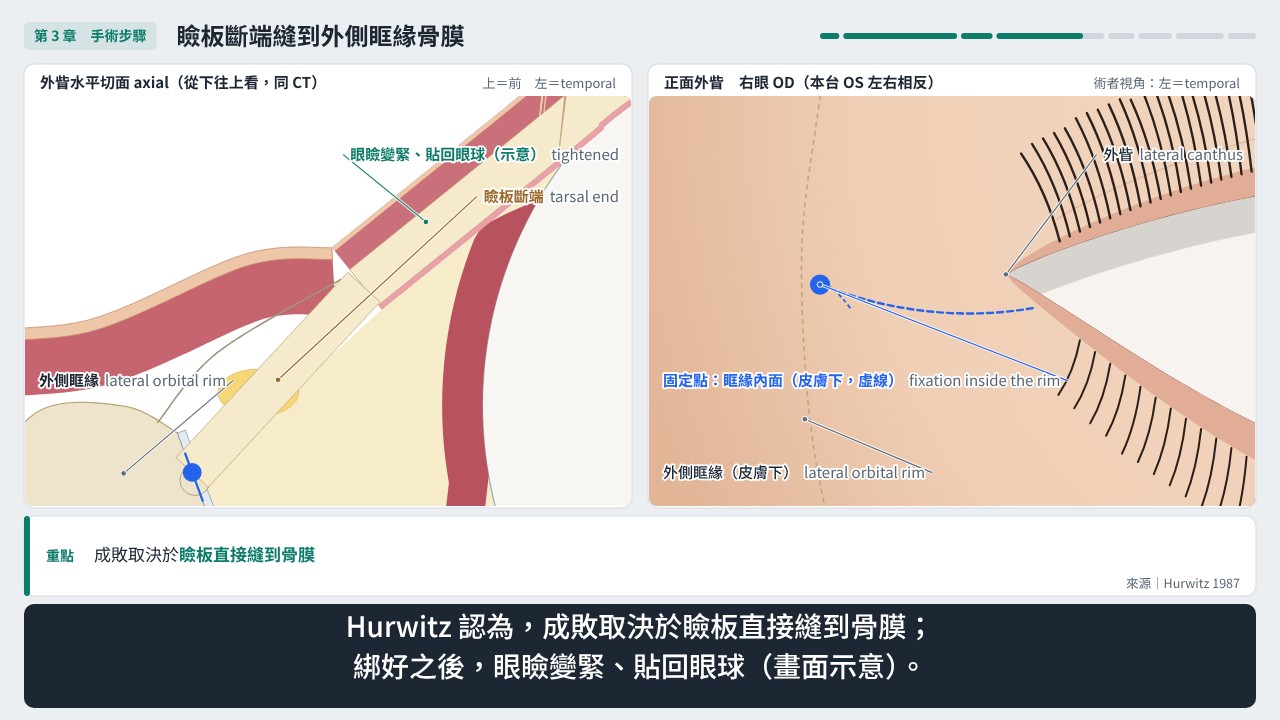 第 3 章　手術步驟
瞼板斷端縫到外側眶緣骨膜
外眥水平切面 axial（從下往上看，同 CT）
上＝前　左＝temporal
眼瞼變緊、貼回眼球（示意） tightened
瞼板斷端 tarsal end
外側眶緣 lateral orbital rim
正面外眥　右眼 OD（本台 OS 左右相反）
術者視角：左＝temporal
外眥 lateral canthus
固定點：眶緣內面（皮膚下，虛線） fixation inside the rim
外側眶緣（皮膚下） lateral orbital rim
重點　成敗取決於瞼板直接縫到骨膜
來源｜Hurwitz 1987
Hurwitz 認為，成敗取決於瞼板直接縫到骨膜；
綁好之後，眼瞼變緊、貼回眼球（畫面示意）。